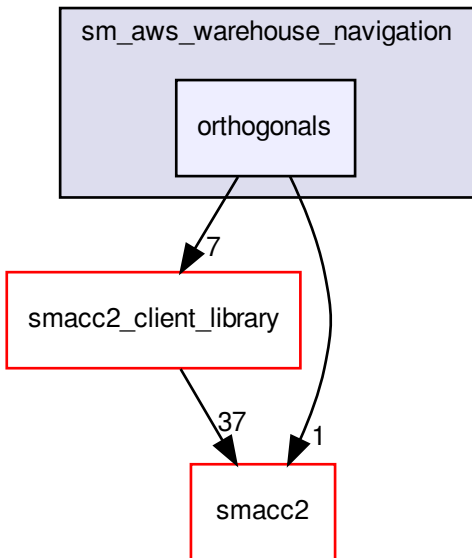 sm_aws_warehouse_navigation
orthogonals
7
smacc2_client_library
37
1
smacc2